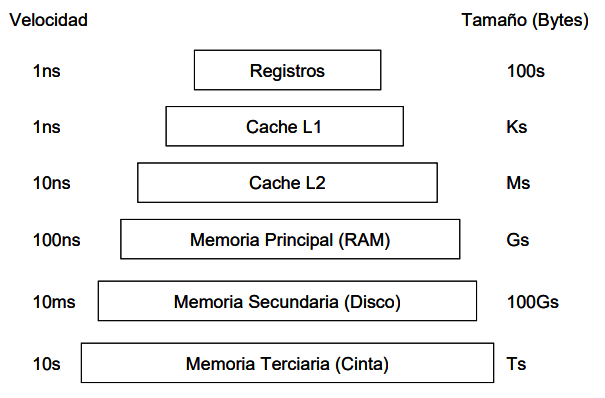 Velocidad Tamaño (Bytes)
1ns Registros 100s
1ns Cache L1 Ks
10ns Cache L2 Ms
100ns Memoria Principal (RAM) Gs
10ms Memoria Secundaria (Disco) 100Gs
10s Memoria Terciaria (Cinta) Ts